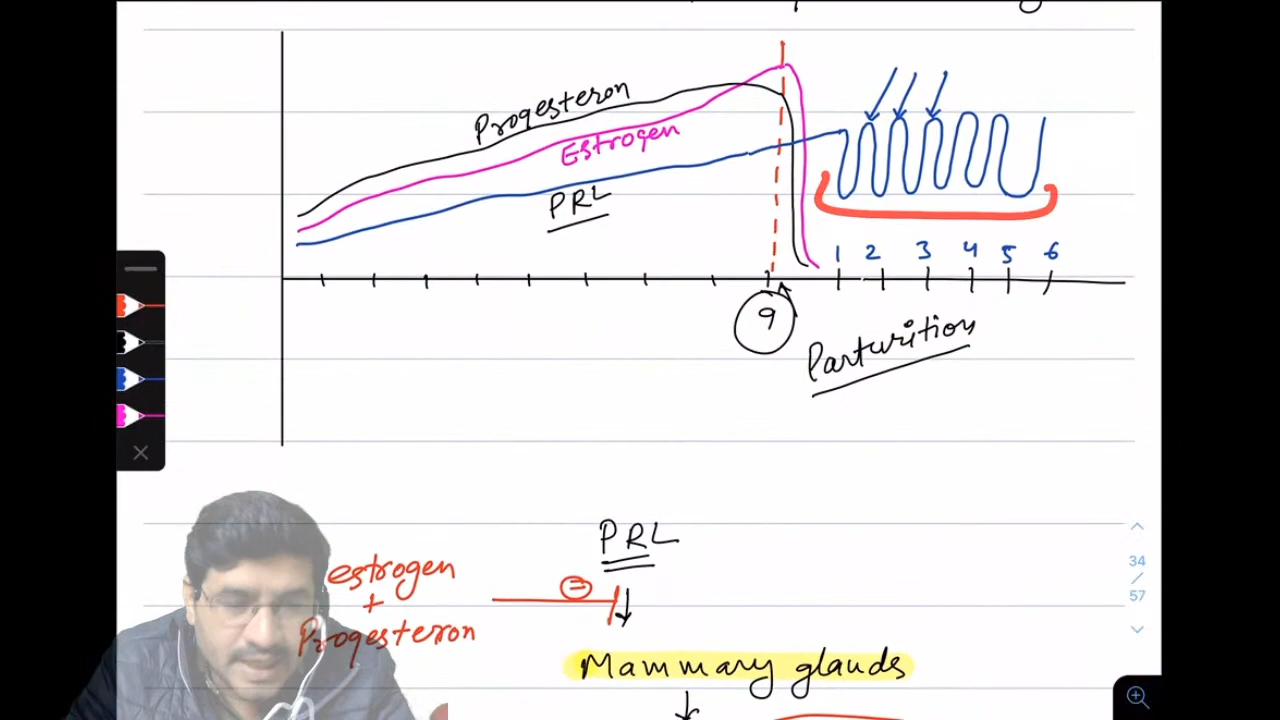 Progesteron
Estrogen
PRL
1 2 3 4 5 6
9
Parturition
PRL
estrogen
+
Progesteron
Mammary glands
34
/
57